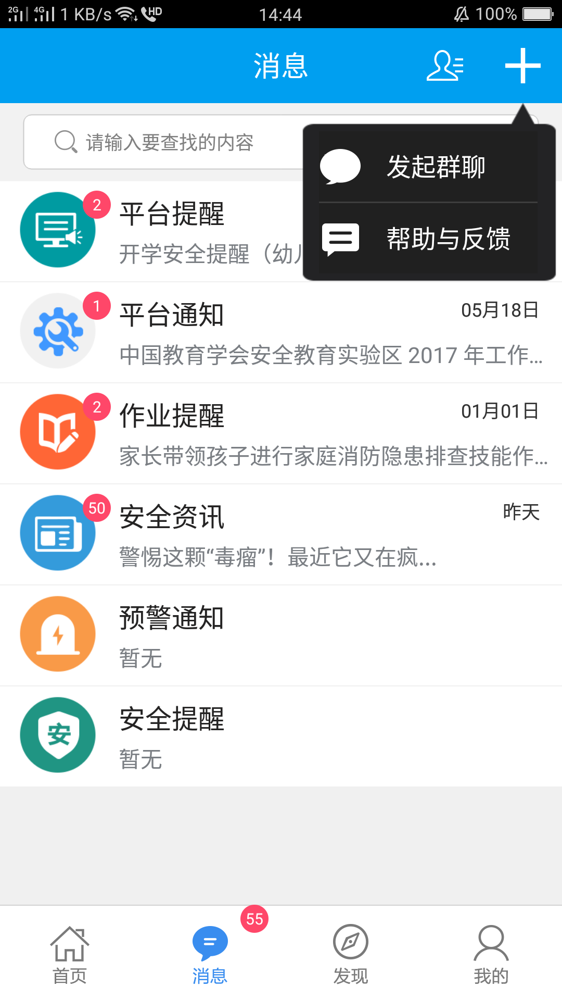 2G 4G 1 KB/s HD 14:44 100%
消息
请输入要查找的内容
发起群聊
帮助与反馈
2
平台提醒
开学安全提醒（幼
1
平台通知
05月18日
中国教育学会安全教育实验区 2017 年工作...
2
作业提醒
01月01日
家长带领孩子进行家庭消防隐患排查技能作...
50
安全资讯
昨天
警惕这颗“毒瘤”！最近它又在疯...
预警通知
暂无
安
安全提醒
暂无
55
首页
消息
发现
我的